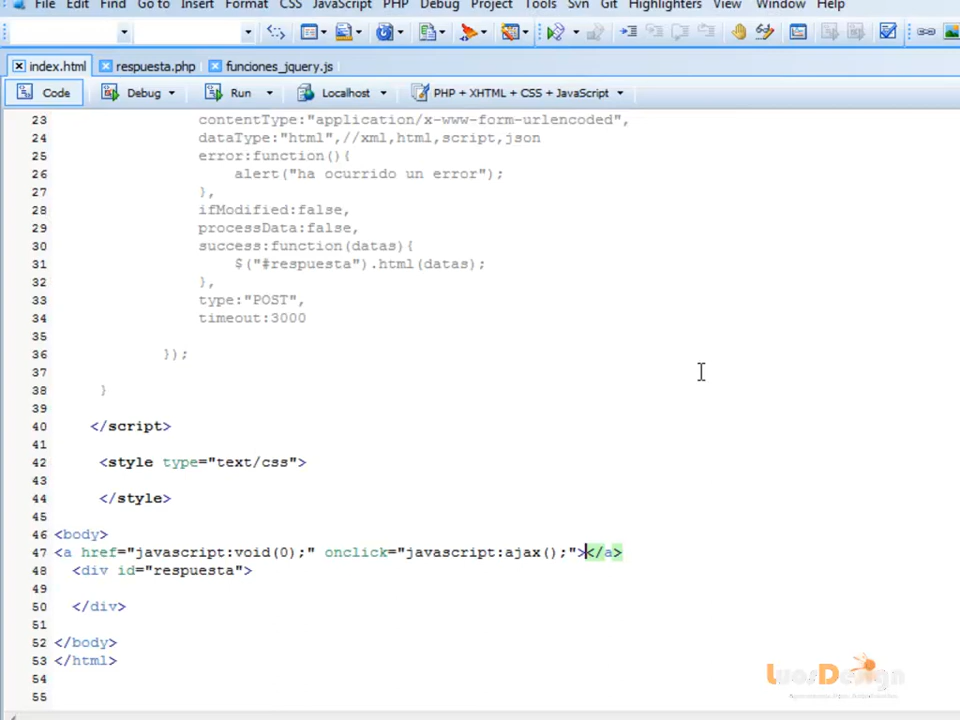 File Edit Find Go to Insert Format CSS JavaScript PHP Debug Project Tools Svn Git Highlighters View Window Help
index.html respuesta.php funciones_jquery.js
Code Debug Run Localhost PHP + XHTML + CSS + JavaScript
23 contentType:"application/x-www-form-urlencoded",
24 dataType:"html",//xml,html,script,json
25 error:function(){
26 alert("ha ocurrido un error");
27 },
28 ifModified:false,
29 processData:false,
30 success:function(datas){
31 $("#respuesta").html(datas);
32 },
33 type:"POST",
34 timeout:3000
35
36 });
37
38 }
39
40 </script>
41
42 <style type="text/css">
43
44 </style>
45
46 <body>
47 <a href="javascript:void(0);" onclick="javascript:ajax();"></a>
48 <div id="respuesta">
49
50 </div>
51
52 </body>
53 </html>
54
55
LuosDesign